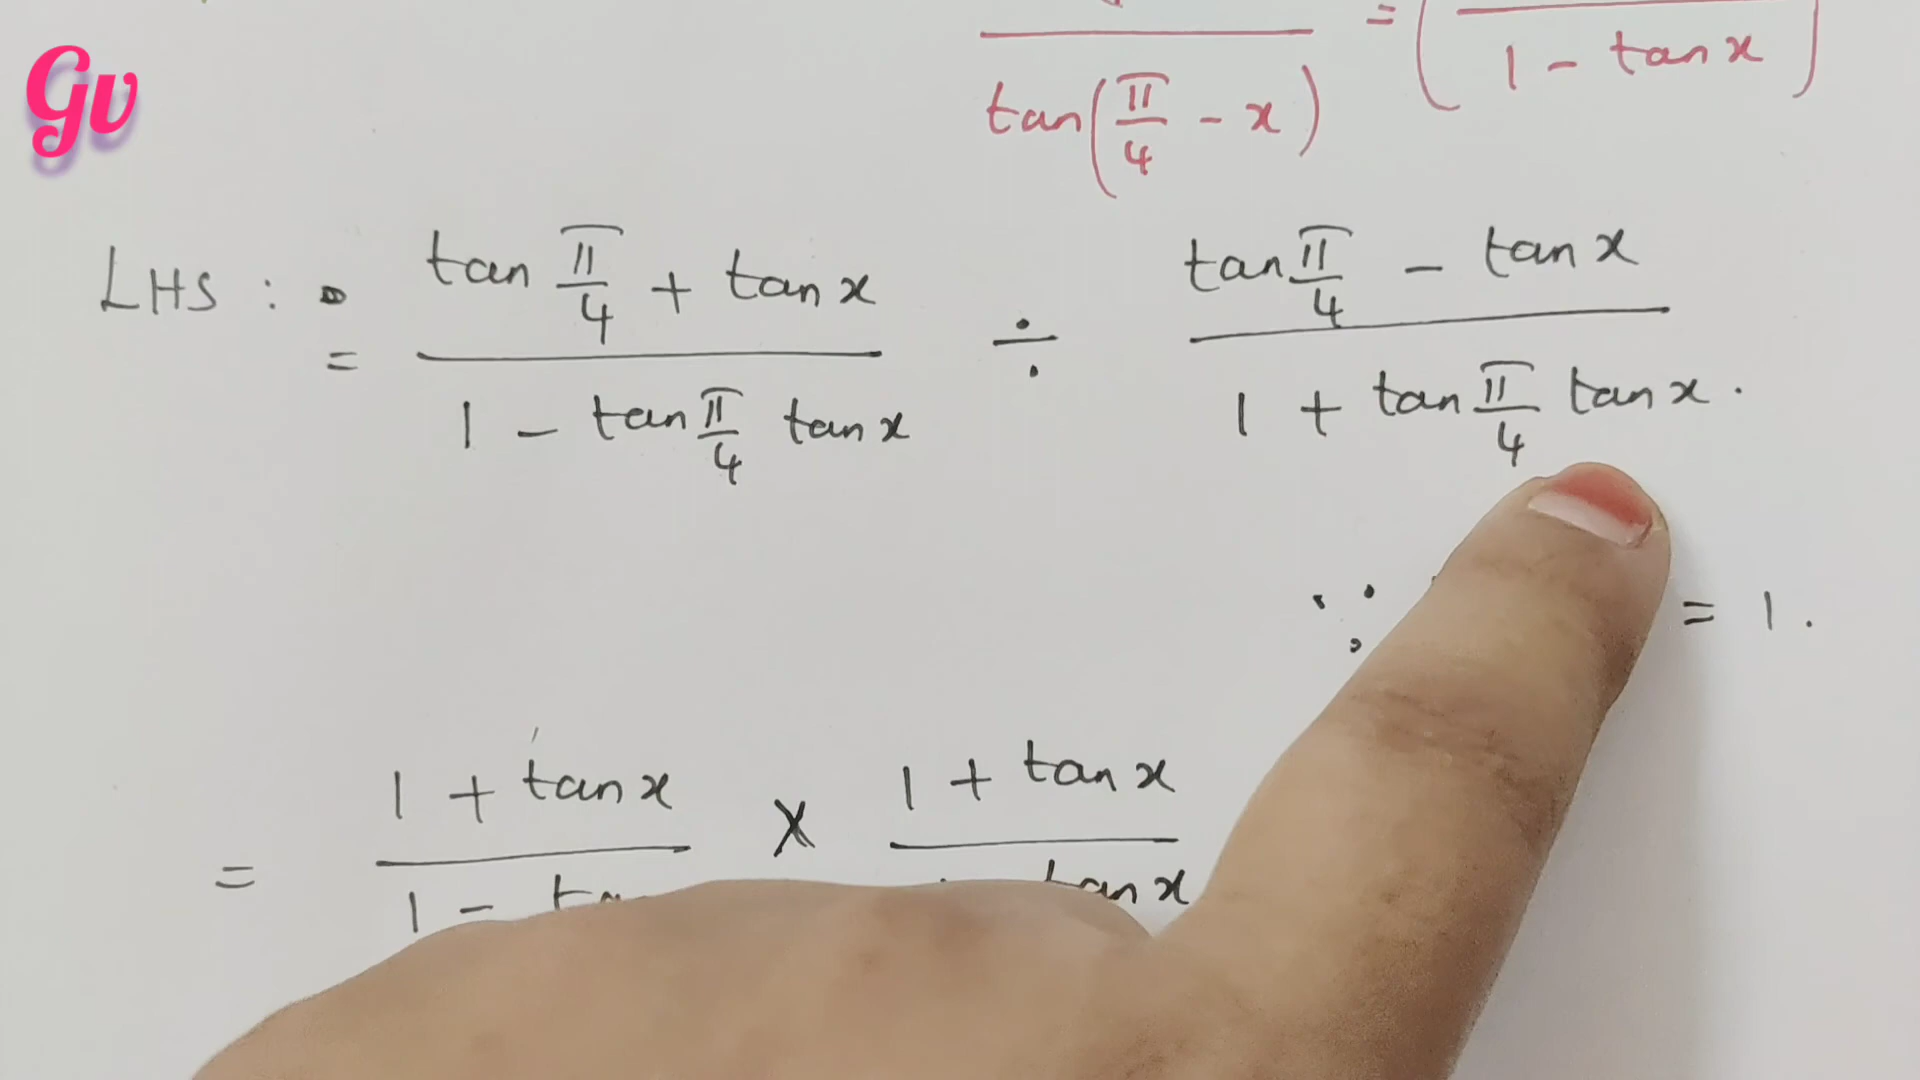 Gv
tan(π/4 - x) = ( / 1 - tan x )
LHS : = (tan π/4 + tan x) / (1 - tan π/4 tan x) ÷ (tan π/4 - tan x) / (1 + tan π/4 tan x) .
∵ = 1 .
= (1 + tan x) / (1 - ta × (1 + tan x) / tan x